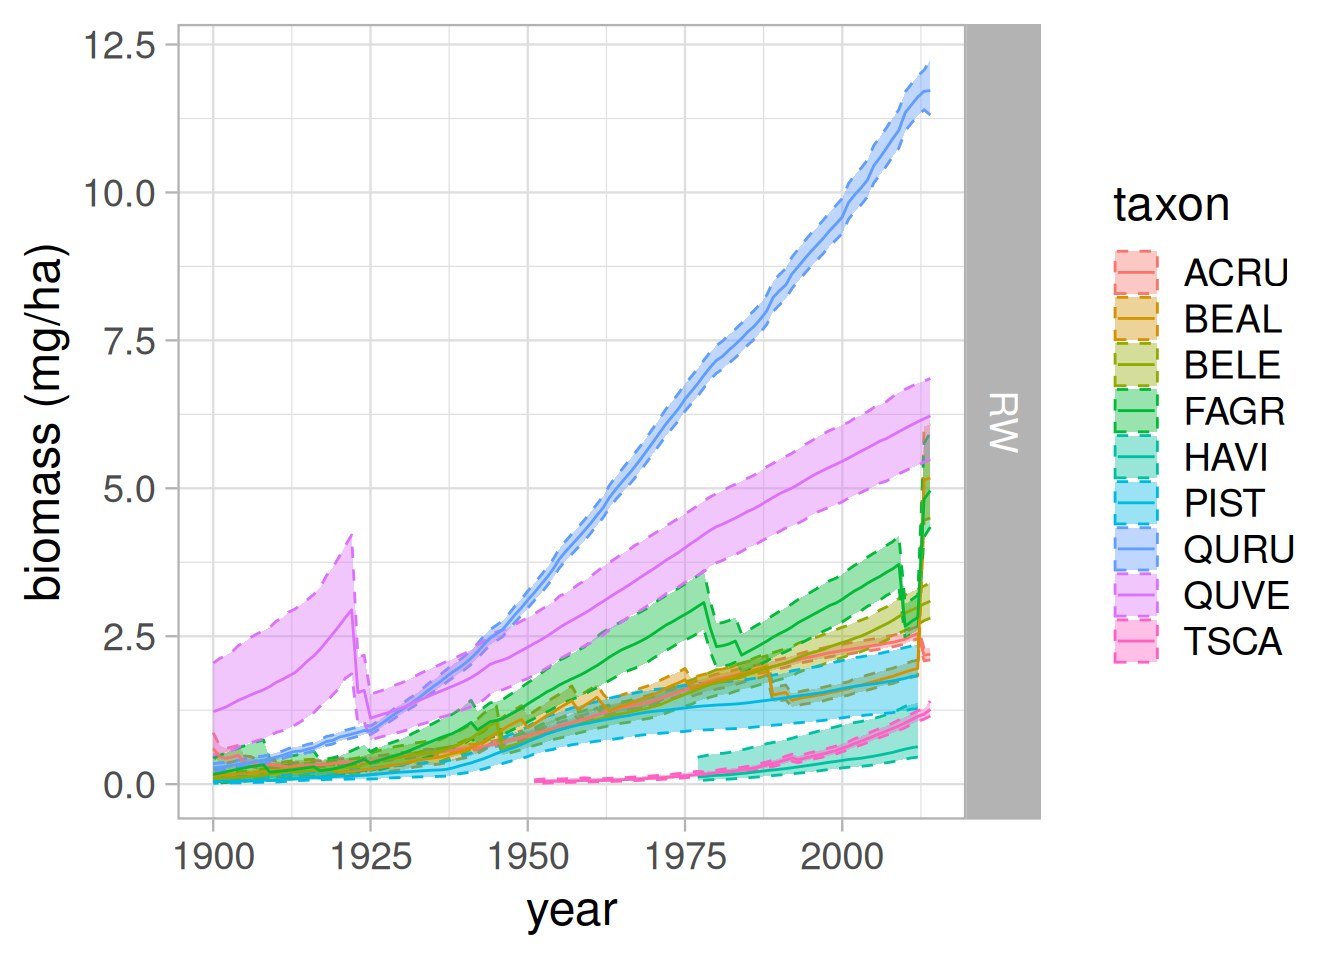 12.5
10.0
7.5
5.0
2.5
0.0
biomass (mg/ha)
1900 1925 1950 1975 2000
year
RW
taxon
ACRU
BEAL
BELE
FAGR
HAVI
PIST
QURU
QUVE
TSCA